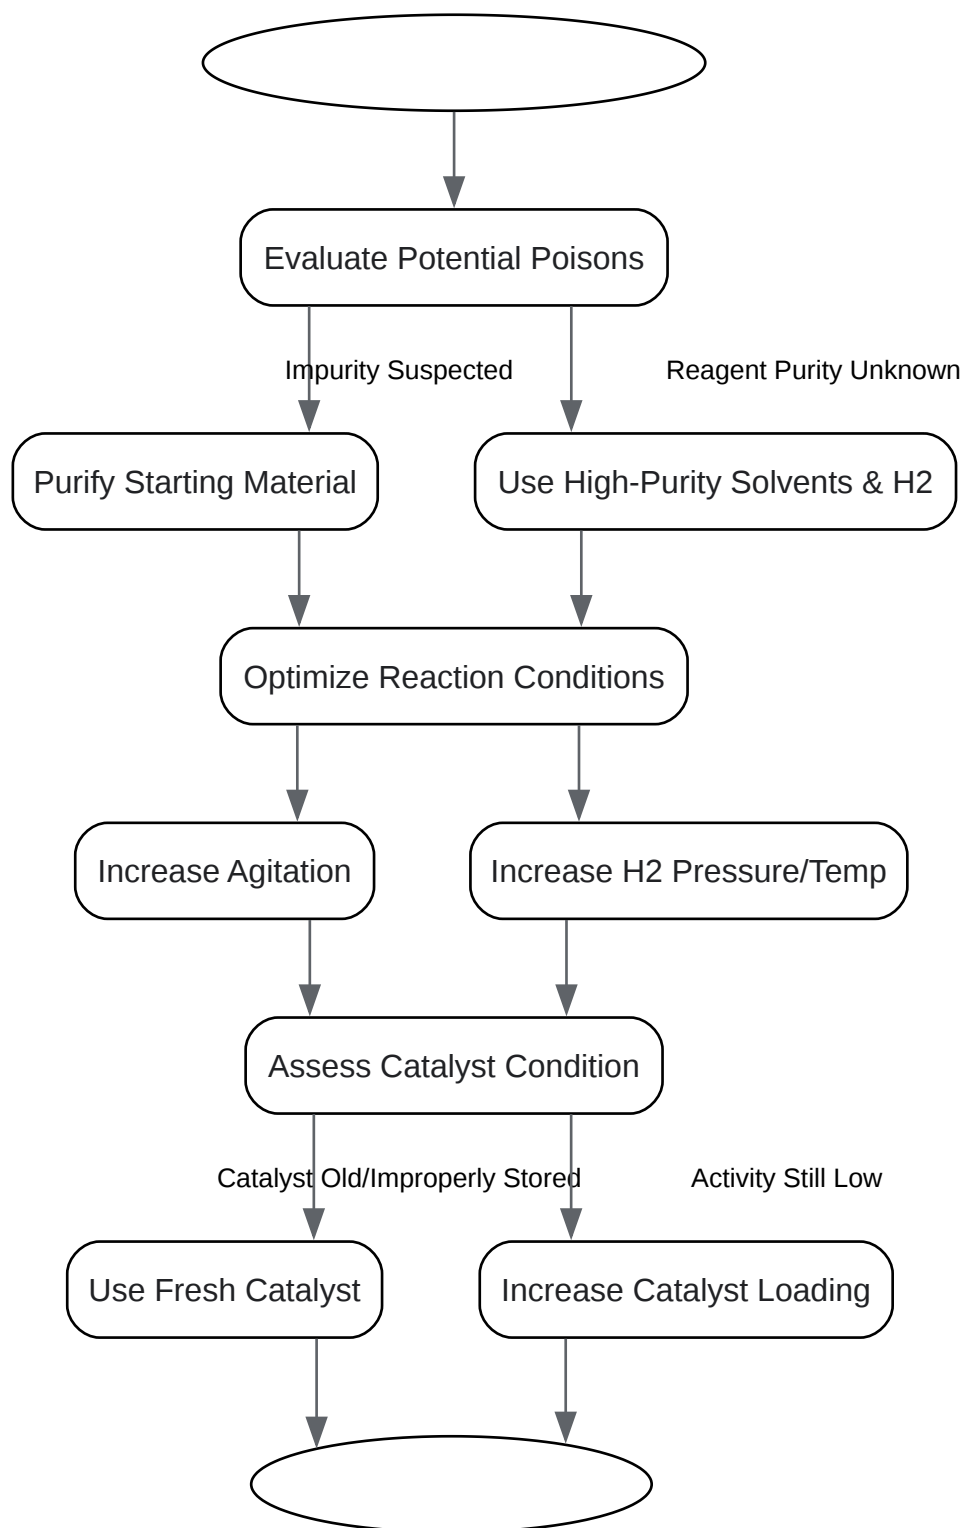 Evaluate Potential Poisons
Impurity Suspected
Reagent Purity Unknown
Purify Starting Material
Use High-Purity Solvents & H2
Optimize Reaction Conditions
Increase Agitation
Increase H2 Pressure/Temp
Assess Catalyst Condition
Catalyst Old/Improperly Stored
Activity Still Low
Use Fresh Catalyst
Increase Catalyst Loading